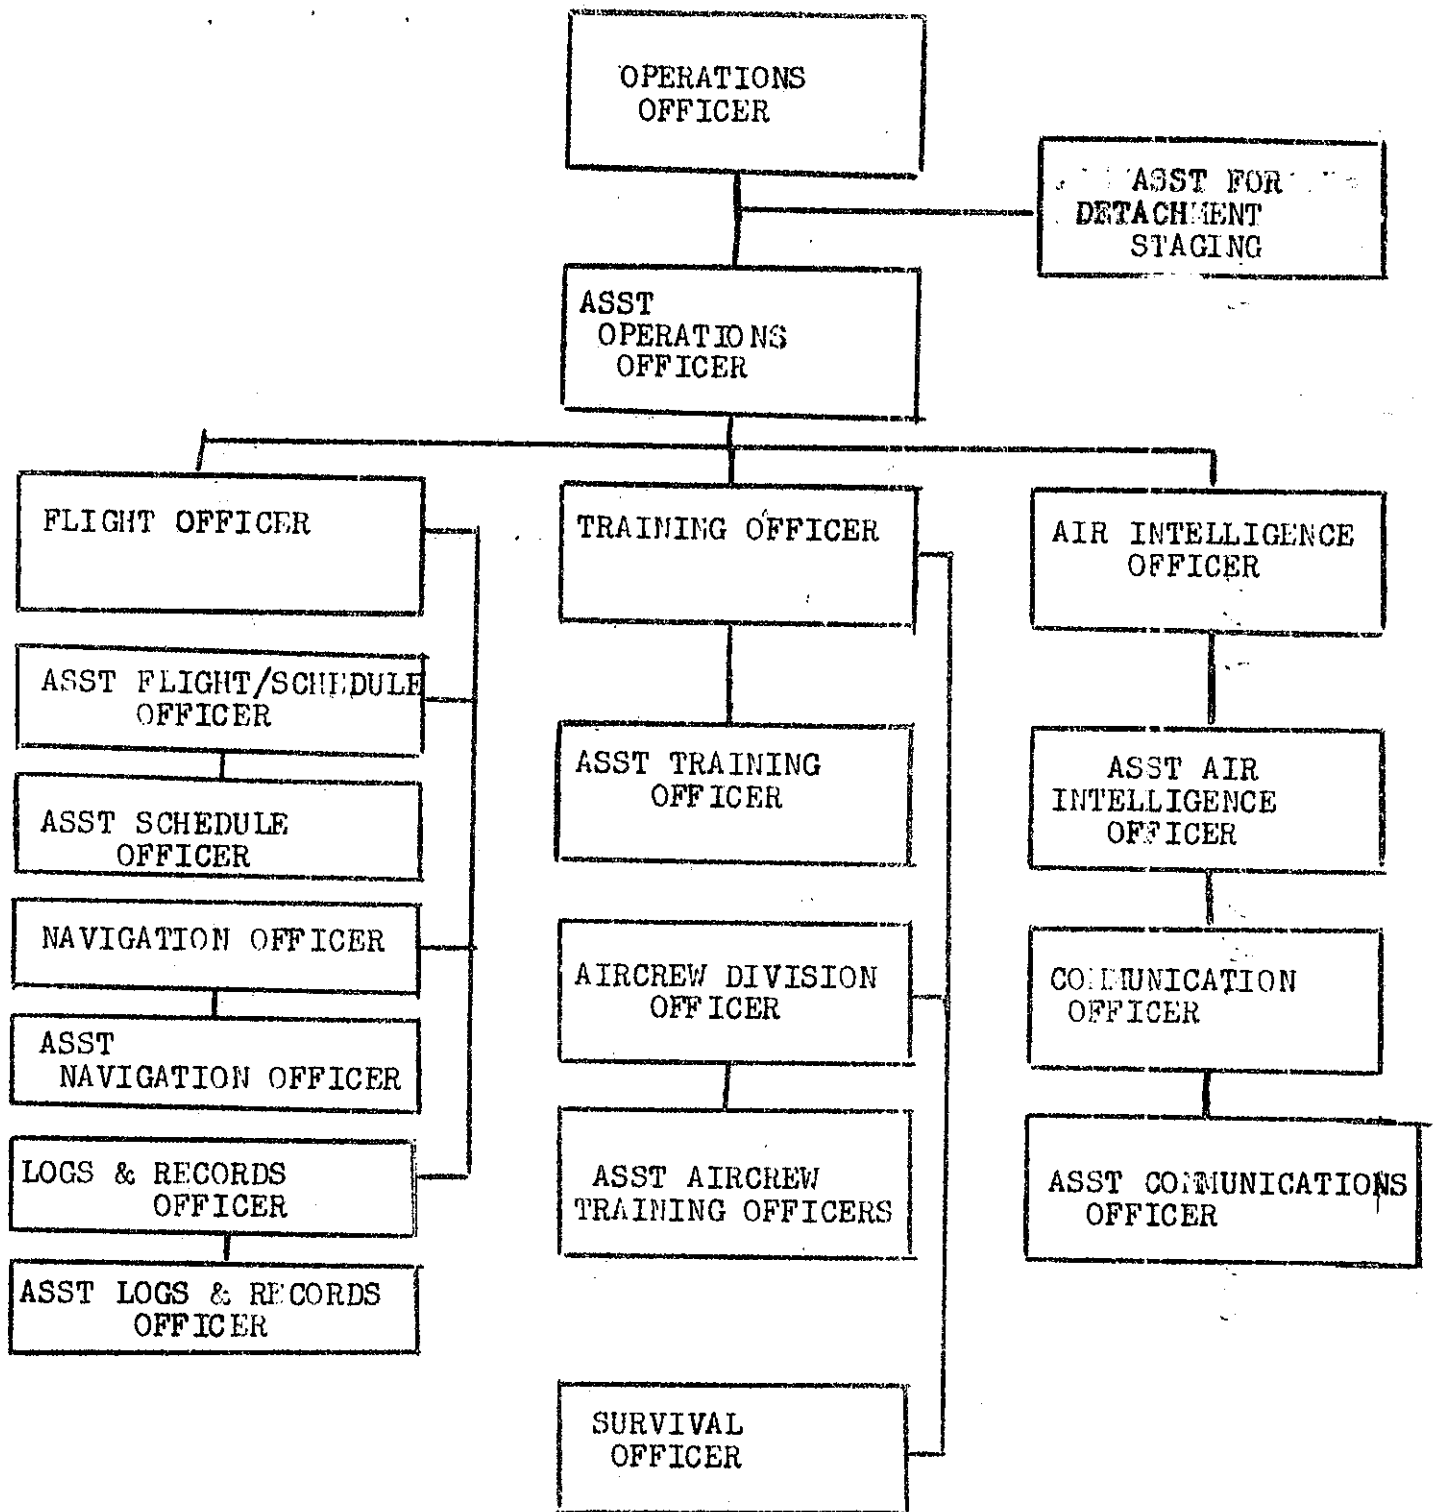 OPERATIONS
OFFICER
ASST FOR
DETACHMENT
STAGING
ASST
OPERATIONS
OFFICER
FLIGHT OFFICER
ASST FLIGHT/SCHEDULE
OFFICER
ASST SCHEDULE
OFFICER
NAVIGATION OFFICER
ASST
NAVIGATION OFFICER
LOGS & RECORDS
OFFICER
ASST LOGS & RECORDS
OFFICER
TRAINING OFFICER
ASST TRAINING
OFFICER
AIRCREW DIVISION
OFFICER
ASST AIRCREW
TRAINING OFFICERS
SURVIVAL
OFFICER
AIR INTELLIGENCE
OFFICER
ASST AIR
INTELLIGENCE
OFFICER
COMMUNICATION
OFFICER
ASST COMMUNICATIONS
OFFICER